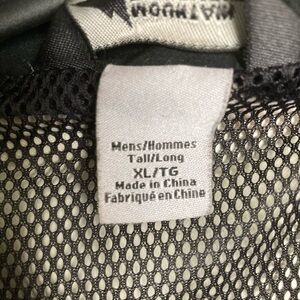 Mens/Hommes
Tall/Long
XL/TG
Made in China
Fabriqué en Chine